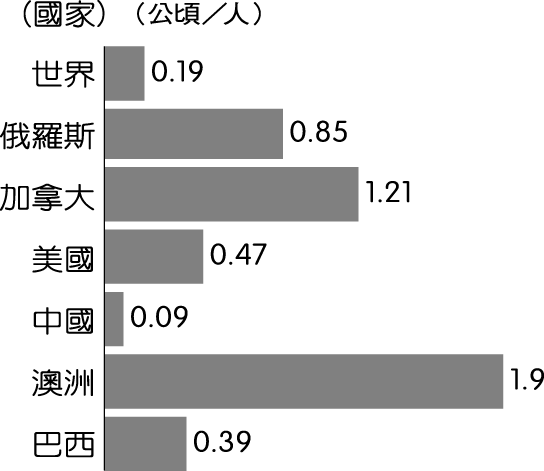 （國家）（公頃／人）
世界 0.19
俄羅斯 0.85
加拿大 1.21
美國 0.47
中國 0.09
澳洲 1.9
巴西 0.39